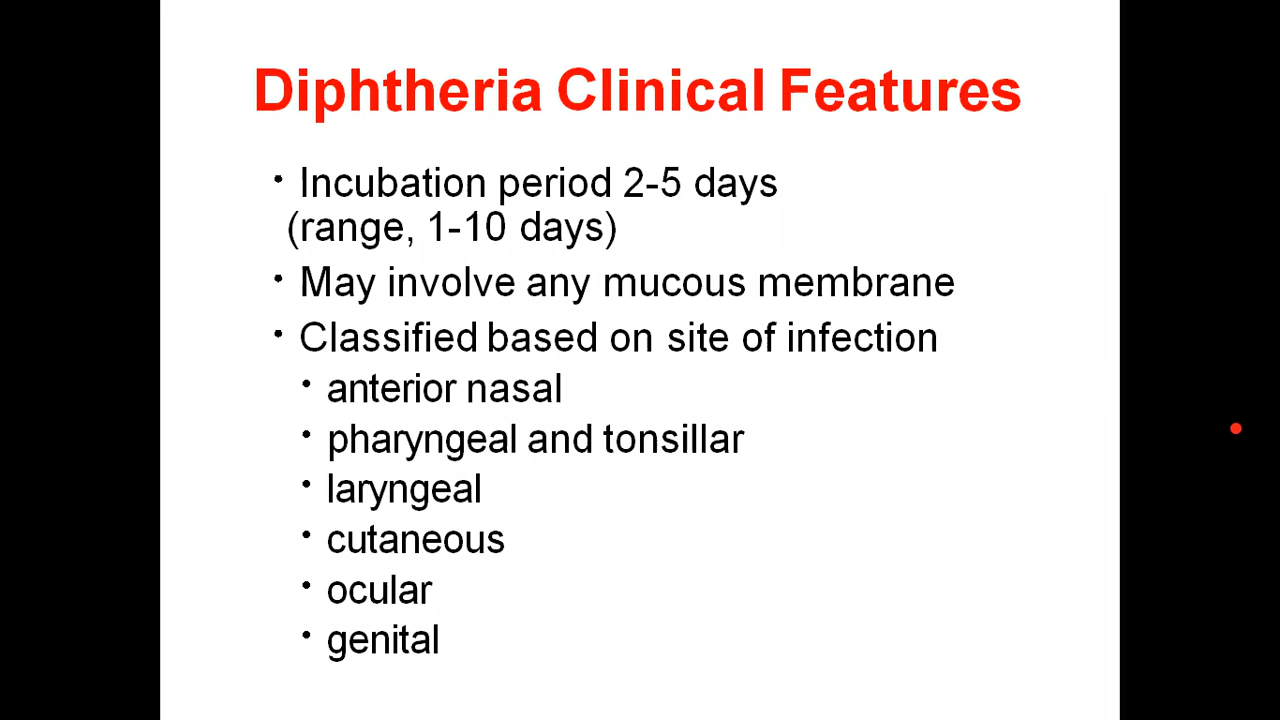 Diphtheria Clinical Features
• Incubation period 2-5 days
(range, 1-10 days)
• May involve any mucous membrane
• Classified based on site of infection
• anterior nasal
• pharyngeal and tonsillar
• laryngeal
• cutaneous
• ocular
• genital